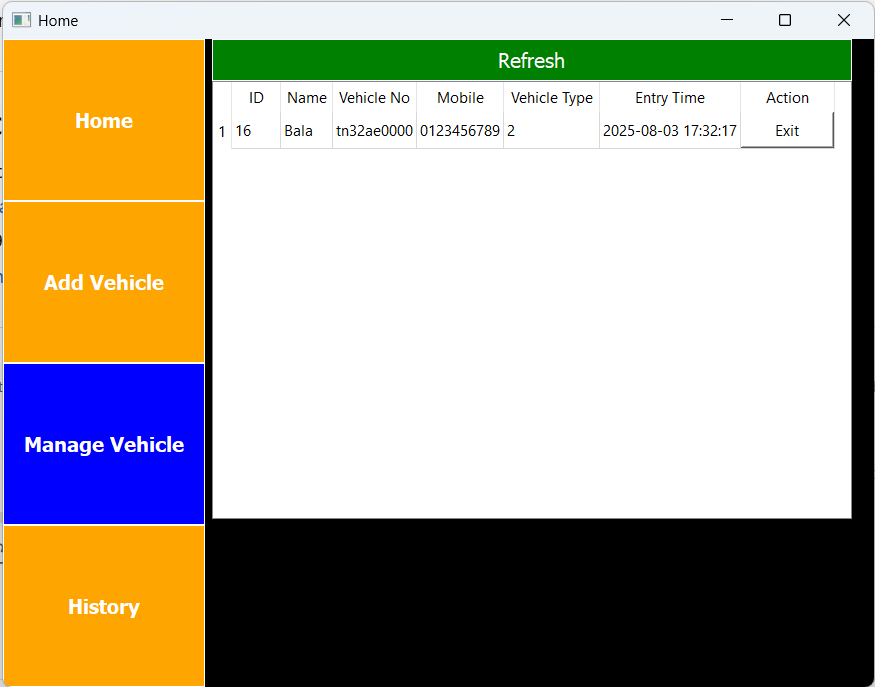 Home
Home
Add Vehicle
Manage Vehicle
History
Refresh
ID Name Vehicle No Mobile Vehicle Type Entry Time Action
1 16 Bala tn32ae0000 0123456789 2 2025-08-03 17:32:17 Exit